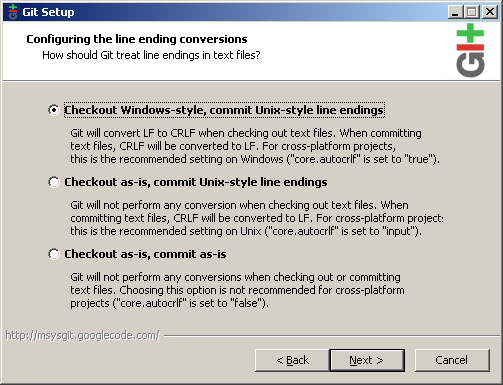 Git Setup
Configuring the line ending conversions
How should Git treat line endings in text files?
Git
Checkout Windows-style, commit Unix-style line endings
Git will convert LF to CRLF when checking out text files. When committing
text files, CRLF will be converted to LF. For cross-platform projects,
this is the recommended setting on Windows ("core.autocrlf" is set to "true").
Checkout as-is, commit Unix-style line endings
Git will not perform any conversion when checking out text files. When
committing text files, CRLF will be converted to LF. For cross-platform project:
this is the recommended setting on Unix ("core.autocrlf" is set to "input").
Checkout as-is, commit as-is
Git will not perform any conversions when checking out or committing
text files. Choosing this option is not recommended for cross-platform
projects ("core.autocrlf" is set to "false").
http://msysgit.googlecode.com/
< Back
Next >
Cancel